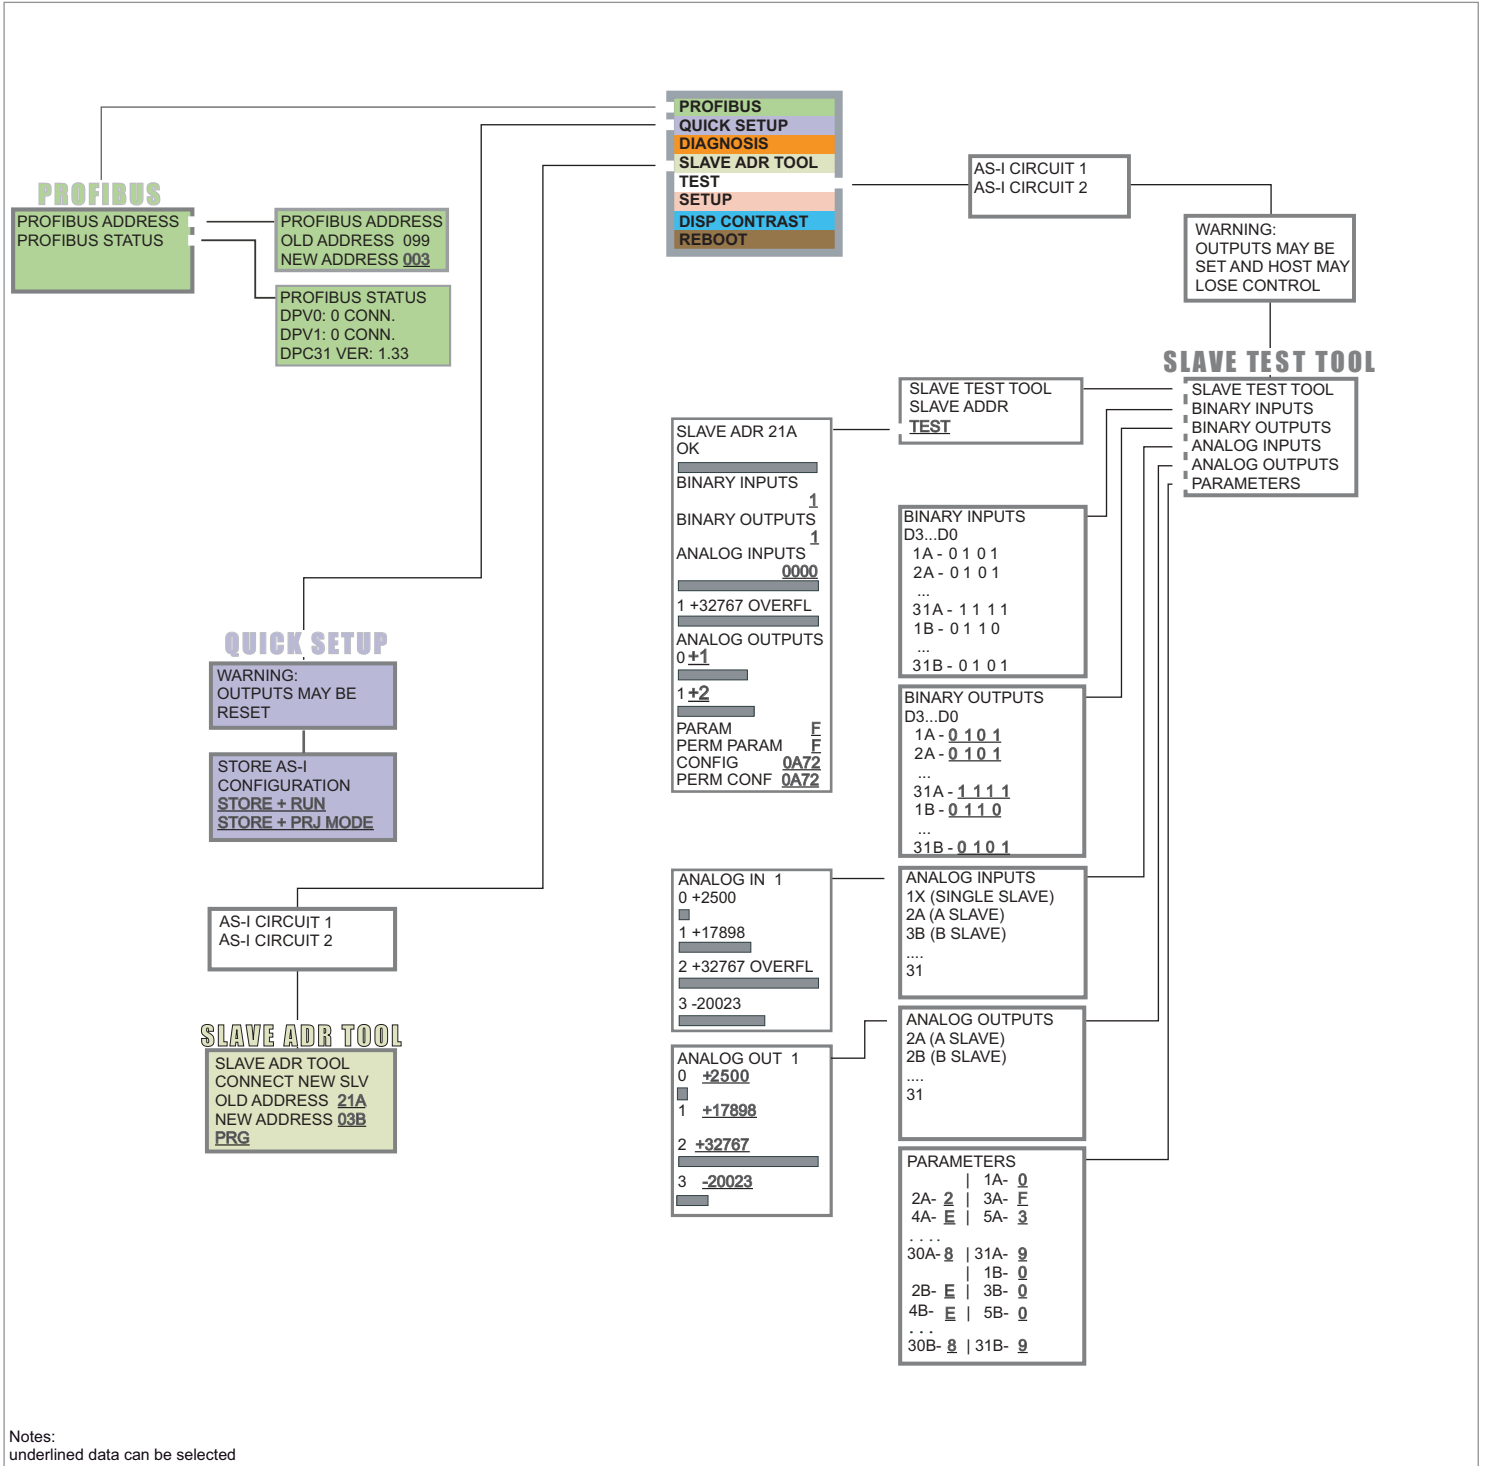 PROFIBUS
QUICK SETUP
DIAGNOSIS
SLAVE ADR TOOL
TEST
SETUP
DISP CONTRAST
REBOOT
PROFIBUS
PROFIBUS ADDRESS
PROFIBUS STATUS
PROFIBUS ADDRESS
OLD ADDRESS 099
NEW ADDRESS 003
PROFIBUS STATUS
DPV0: 0 CONN.
DPV1: 0 CONN.
DPC31 VER: 1.33
QUICK SETUP
WARNING:
OUTPUTS MAY BE
RESET
STORE AS-I
CONFIGURATION
STORE + RUN
STORE + PRJ MODE
AS-I CIRCUIT 1
AS-I CIRCUIT 2
SLAVE ADR TOOL
SLAVE ADR TOOL
CONNECT NEW SLV
OLD ADDRESS 21A
NEW ADDRESS 03B
PRG
AS-I CIRCUIT 1
AS-I CIRCUIT 2
WARNING:
OUTPUTS MAY BE
SET AND HOST MAY
LOSE CONTROL
SLAVE TEST TOOL
SLAVE TEST TOOL
BINARY INPUTS
BINARY OUTPUTS
ANALOG INPUTS
ANALOG OUTPUTS
PARAMETERS
SLAVE TEST TOOL
SLAVE ADDR
TEST
SLAVE ADR 21A
OK
BINARY INPUTS
1
BINARY OUTPUTS
1
ANALOG INPUTS
0000
1 +32767 OVERFL
ANALOG OUTPUTS
0 +1
1 +2
PARAM F
PERM PARAM F
CONFIG 0A72
PERM CONF 0A72
BINARY INPUTS
D3...D0
1A - 0 1 0 1
2A - 0 1 0 1
...
31A - 1 1 1 1
1B - 0 1 1 0
...
31B - 0 1 0 1
BINARY OUTPUTS
D3...D0
1A - 0 1 0 1
2A - 0 1 0 1
...
31A - 1 1 1 1
1B - 0 1 1 0
...
31B - 0 1 0 1
ANALOG INPUTS
1X (SINGLE SLAVE)
2A (A SLAVE)
3B (B SLAVE)
....
31
ANALOG IN 1
0 +2500
1 +17898
2 +32767 OVERFL
3 -20023
ANALOG OUTPUTS
2A (A SLAVE)
2B (B SLAVE)
....
31
ANALOG OUT 1
0 +2500
1 +17898
2 +32767
3 -20023
PARAMETERS
| 1A- 0
2A- 2 | 3A- F
4A- E | 5A- 3
. . . .
30A- 8 | 31A- 9
| 1B- 0
2B- E | 3B- 0
4B- E | 5B- 0
. . .
30B- 8 | 31B- 9
Notes:
underlined data can be selected